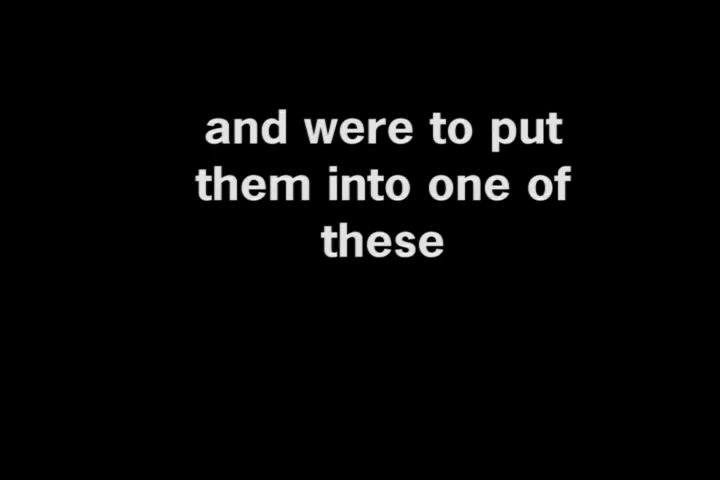 and were to put
them into one of
these